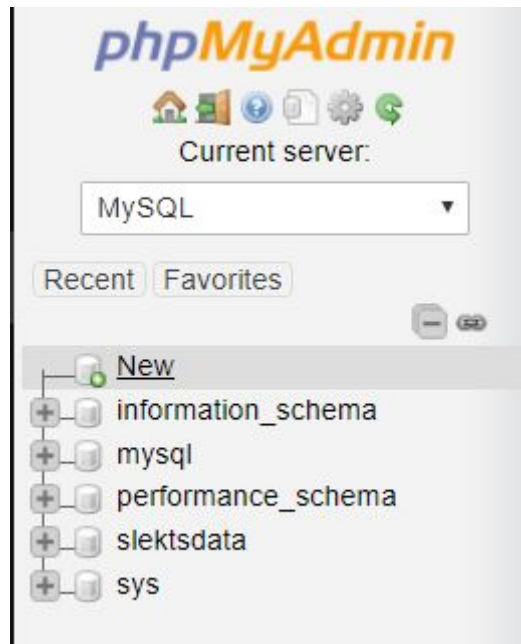 phpMyAdmin
Current server:
MySQL
Recent Favorites
New
information_schema
mysql
performance_schema
slektsdata
sys